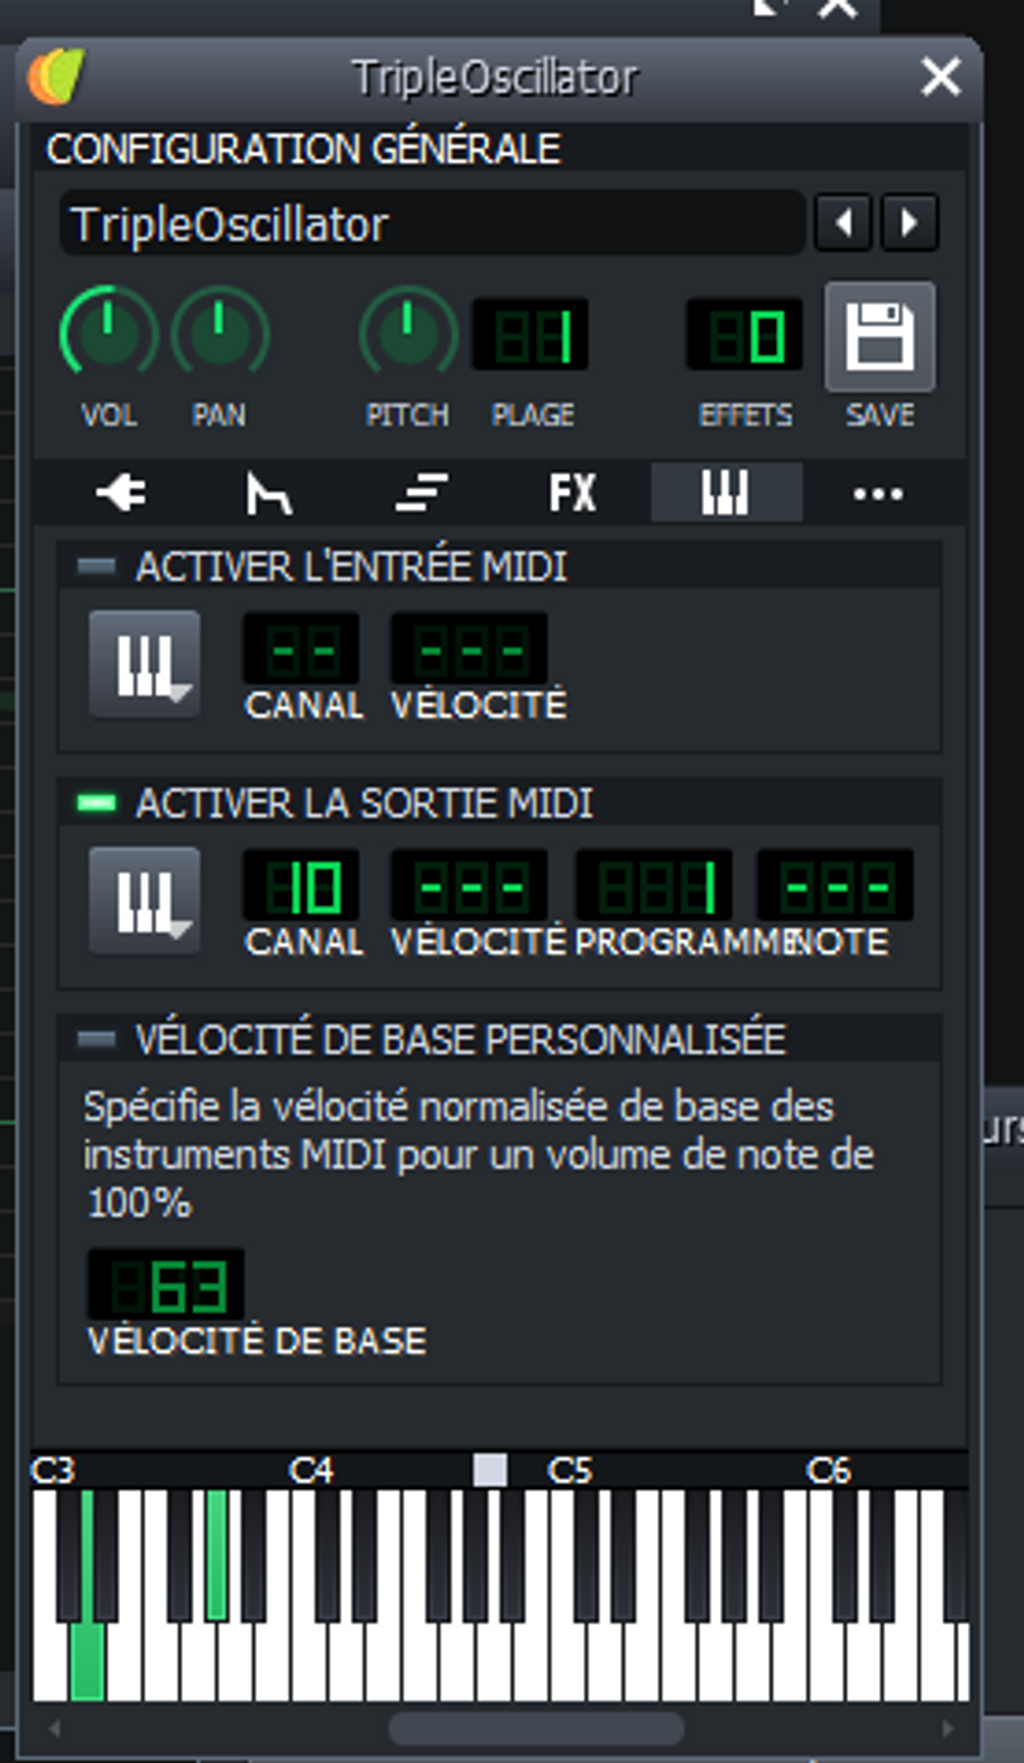 TripleOscillator
CONFIGURATION GÉNÉRALE
TripleOscillator
1 0
VOL PAN PITCH PLAGE EFFETS SAVE
FX
ACTIVER L'ENTRÉE MIDI
-- ---
CANAL VÉLOCITÉ
ACTIVER LA SORTIE MIDI
10 --- 1 ---
CANAL VÉLOCITÉ PROGRAMME NOTE
VÉLOCITÉ DE BASE PERSONNALISÉE
Spécifie la vélocité normalisée de base des
instruments MIDI pour un volume de note de
100%
63
VÉLOCITÉ DE BASE
C3 C4 C5 C6